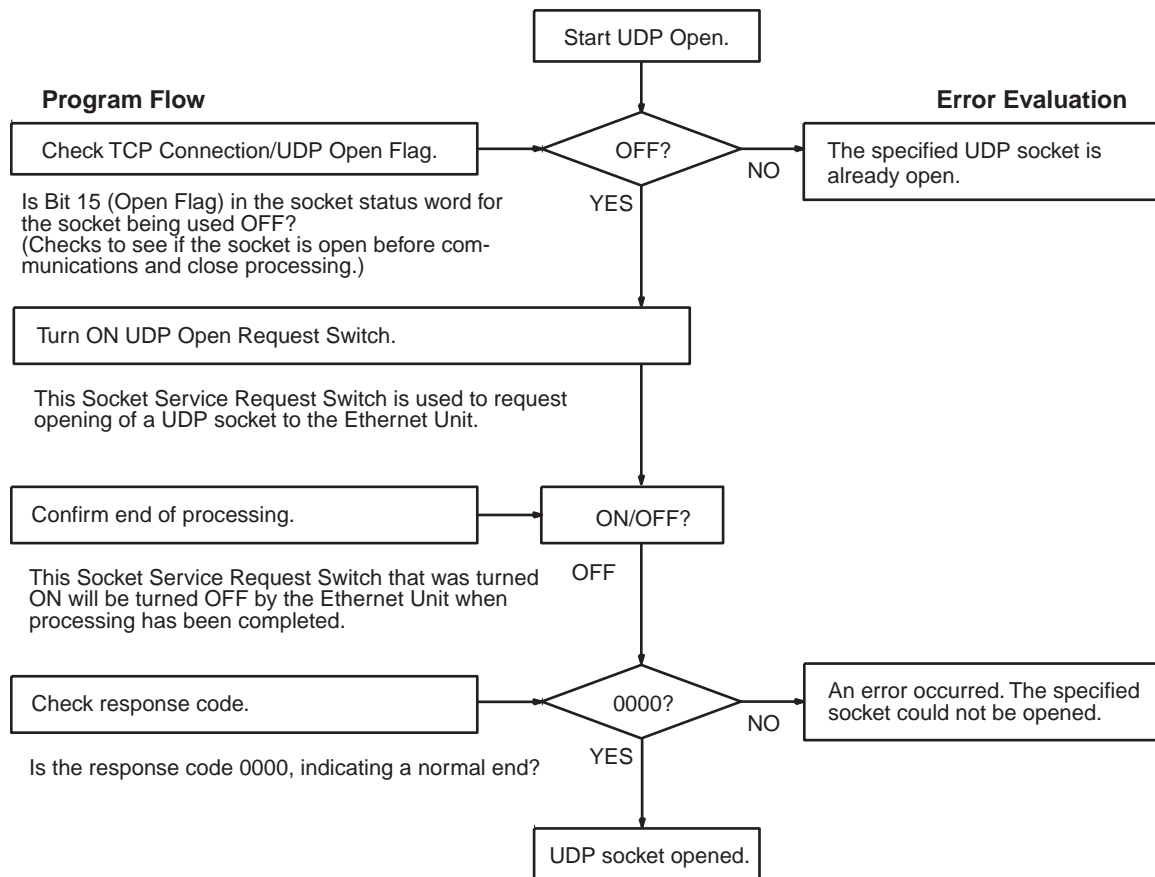 Start UDP Open.
Program Flow
Error Evaluation
Check TCP Connection/UDP Open Flag.
OFF?
NO
The specified UDP socket is
already open.
YES
Is Bit 15 (Open Flag) in the socket status word for
the socket being used OFF?
(Checks to see if the socket is open before com-
munications and close processing.)
Turn ON UDP Open Request Switch.
This Socket Service Request Switch is used to request
opening of a UDP socket to the Ethernet Unit.
Confirm end of processing.
ON/OFF?
OFF
This Socket Service Request Switch that was turned
ON will be turned OFF by the Ethernet Unit when
processing has been completed.
Check response code.
0000?
NO
An error occurred. The specified
socket could not be opened.
YES
Is the response code 0000, indicating a normal end?
UDP socket opened.